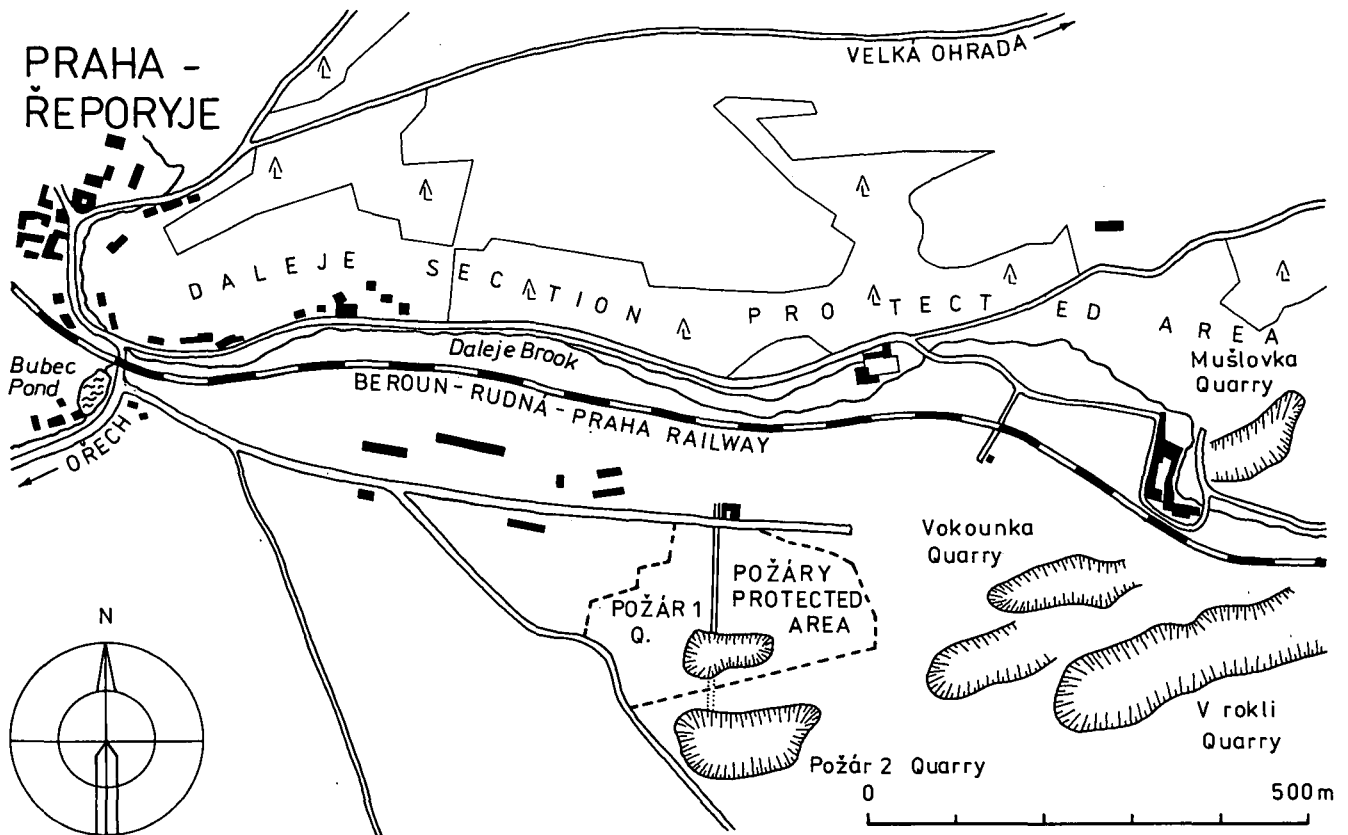 PRAHA -
ŘEPORYJE
VELKÁ OHRADA
DALEJE SECTION PROTECTED AREA
Mušlovka
Quarry
Daleje Brook
Bubec
Pond
BEROUN-RUDNÁ-PRAHA RAILWAY
OŘECH
Vokounka
Quarry
POŽÁRY
PROTECTED
AREA
POŽÁR 1
Q.
N
V rokli
Quarry
Požár 2 Quarry
0 500 m